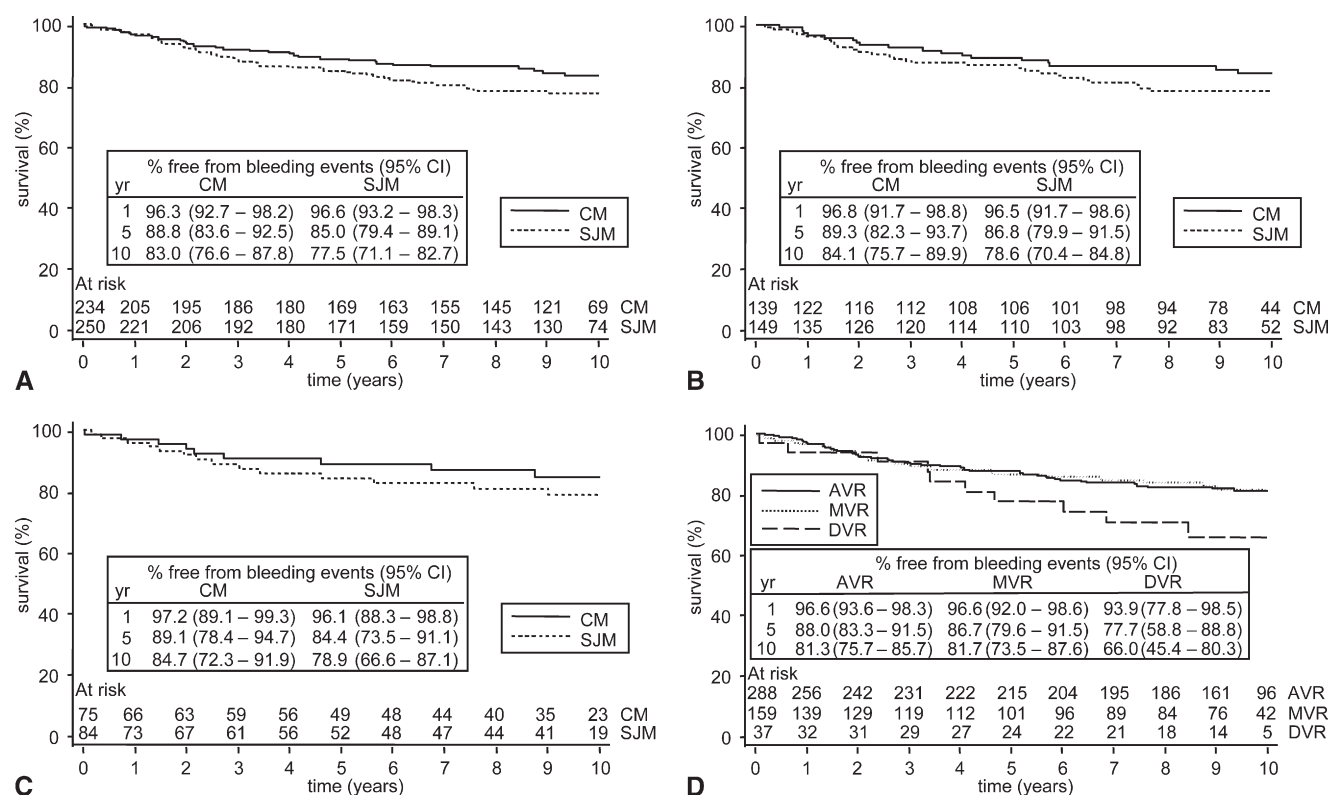 100
80
60
40
20
0
survival (%)
% free from bleeding events (95% CI)
yr CM SJM
1 96.3 (92.7 – 98.2) 96.6 (93.2 – 98.3)
5 88.8 (83.6 – 92.5) 85.0 (79.4 – 89.1)
10 83.0 (76.6 – 87.8) 77.5 (71.1 – 82.7)
CM
SJM
At risk
234 205 195 186 180 169 163 155 145 121 69 CM
250 221 206 192 180 171 159 150 143 130 74 SJM
0 1 2 3 4 5 6 7 8 9 10
time (years)
A
100
80
60
40
20
0
survival (%)
% free from bleeding events (95% CI)
yr CM SJM
1 96.8 (91.7 – 98.8) 96.5 (91.7 – 98.6)
5 89.3 (82.3 – 93.7) 86.8 (79.9 – 91.5)
10 84.1 (75.7 – 89.9) 78.6 (70.4 – 84.8)
CM
SJM
At risk
139 122 116 112 108 106 101 98 94 78 44 CM
149 135 126 120 114 110 103 98 92 83 52 SJM
0 1 2 3 4 5 6 7 8 9 10
time (years)
B
100
80
60
40
20
0
survival (%)
% free from bleeding events (95% CI)
yr CM SJM
1 97.2 (89.1 – 99.3) 96.1 (88.3 – 98.8)
5 89.1 (78.4 – 94.7) 84.4 (73.5 – 91.1)
10 84.7 (72.3 – 91.9) 78.9 (66.6 – 87.1)
CM
SJM
At risk
75 66 63 59 56 49 48 44 40 35 23 CM
84 73 67 61 56 52 48 47 44 41 19 SJM
0 1 2 3 4 5 6 7 8 9 10
time (years)
C
100
80
60
40
20
0
survival (%)
AVR
MVR
DVR
% free from bleeding events (95% CI)
yr AVR MVR DVR
1 96.6 (93.6 – 98.3) 96.6 (92.0 – 98.6) 93.9 (77.8 – 98.5)
5 88.0 (83.3 – 91.5) 86.7 (79.6 – 91.5) 77.7 (58.8 – 88.8)
10 81.3 (75.7 – 85.7) 81.7 (73.5 – 87.6) 66.0 (45.4 – 80.3)
At risk
288 256 242 231 222 215 204 195 186 161 96 AVR
159 139 129 119 112 101 96 89 84 76 42 MVR
37 32 31 29 27 24 22 21 18 14 5 DVR
0 1 2 3 4 5 6 7 8 9 10
time (years)
D